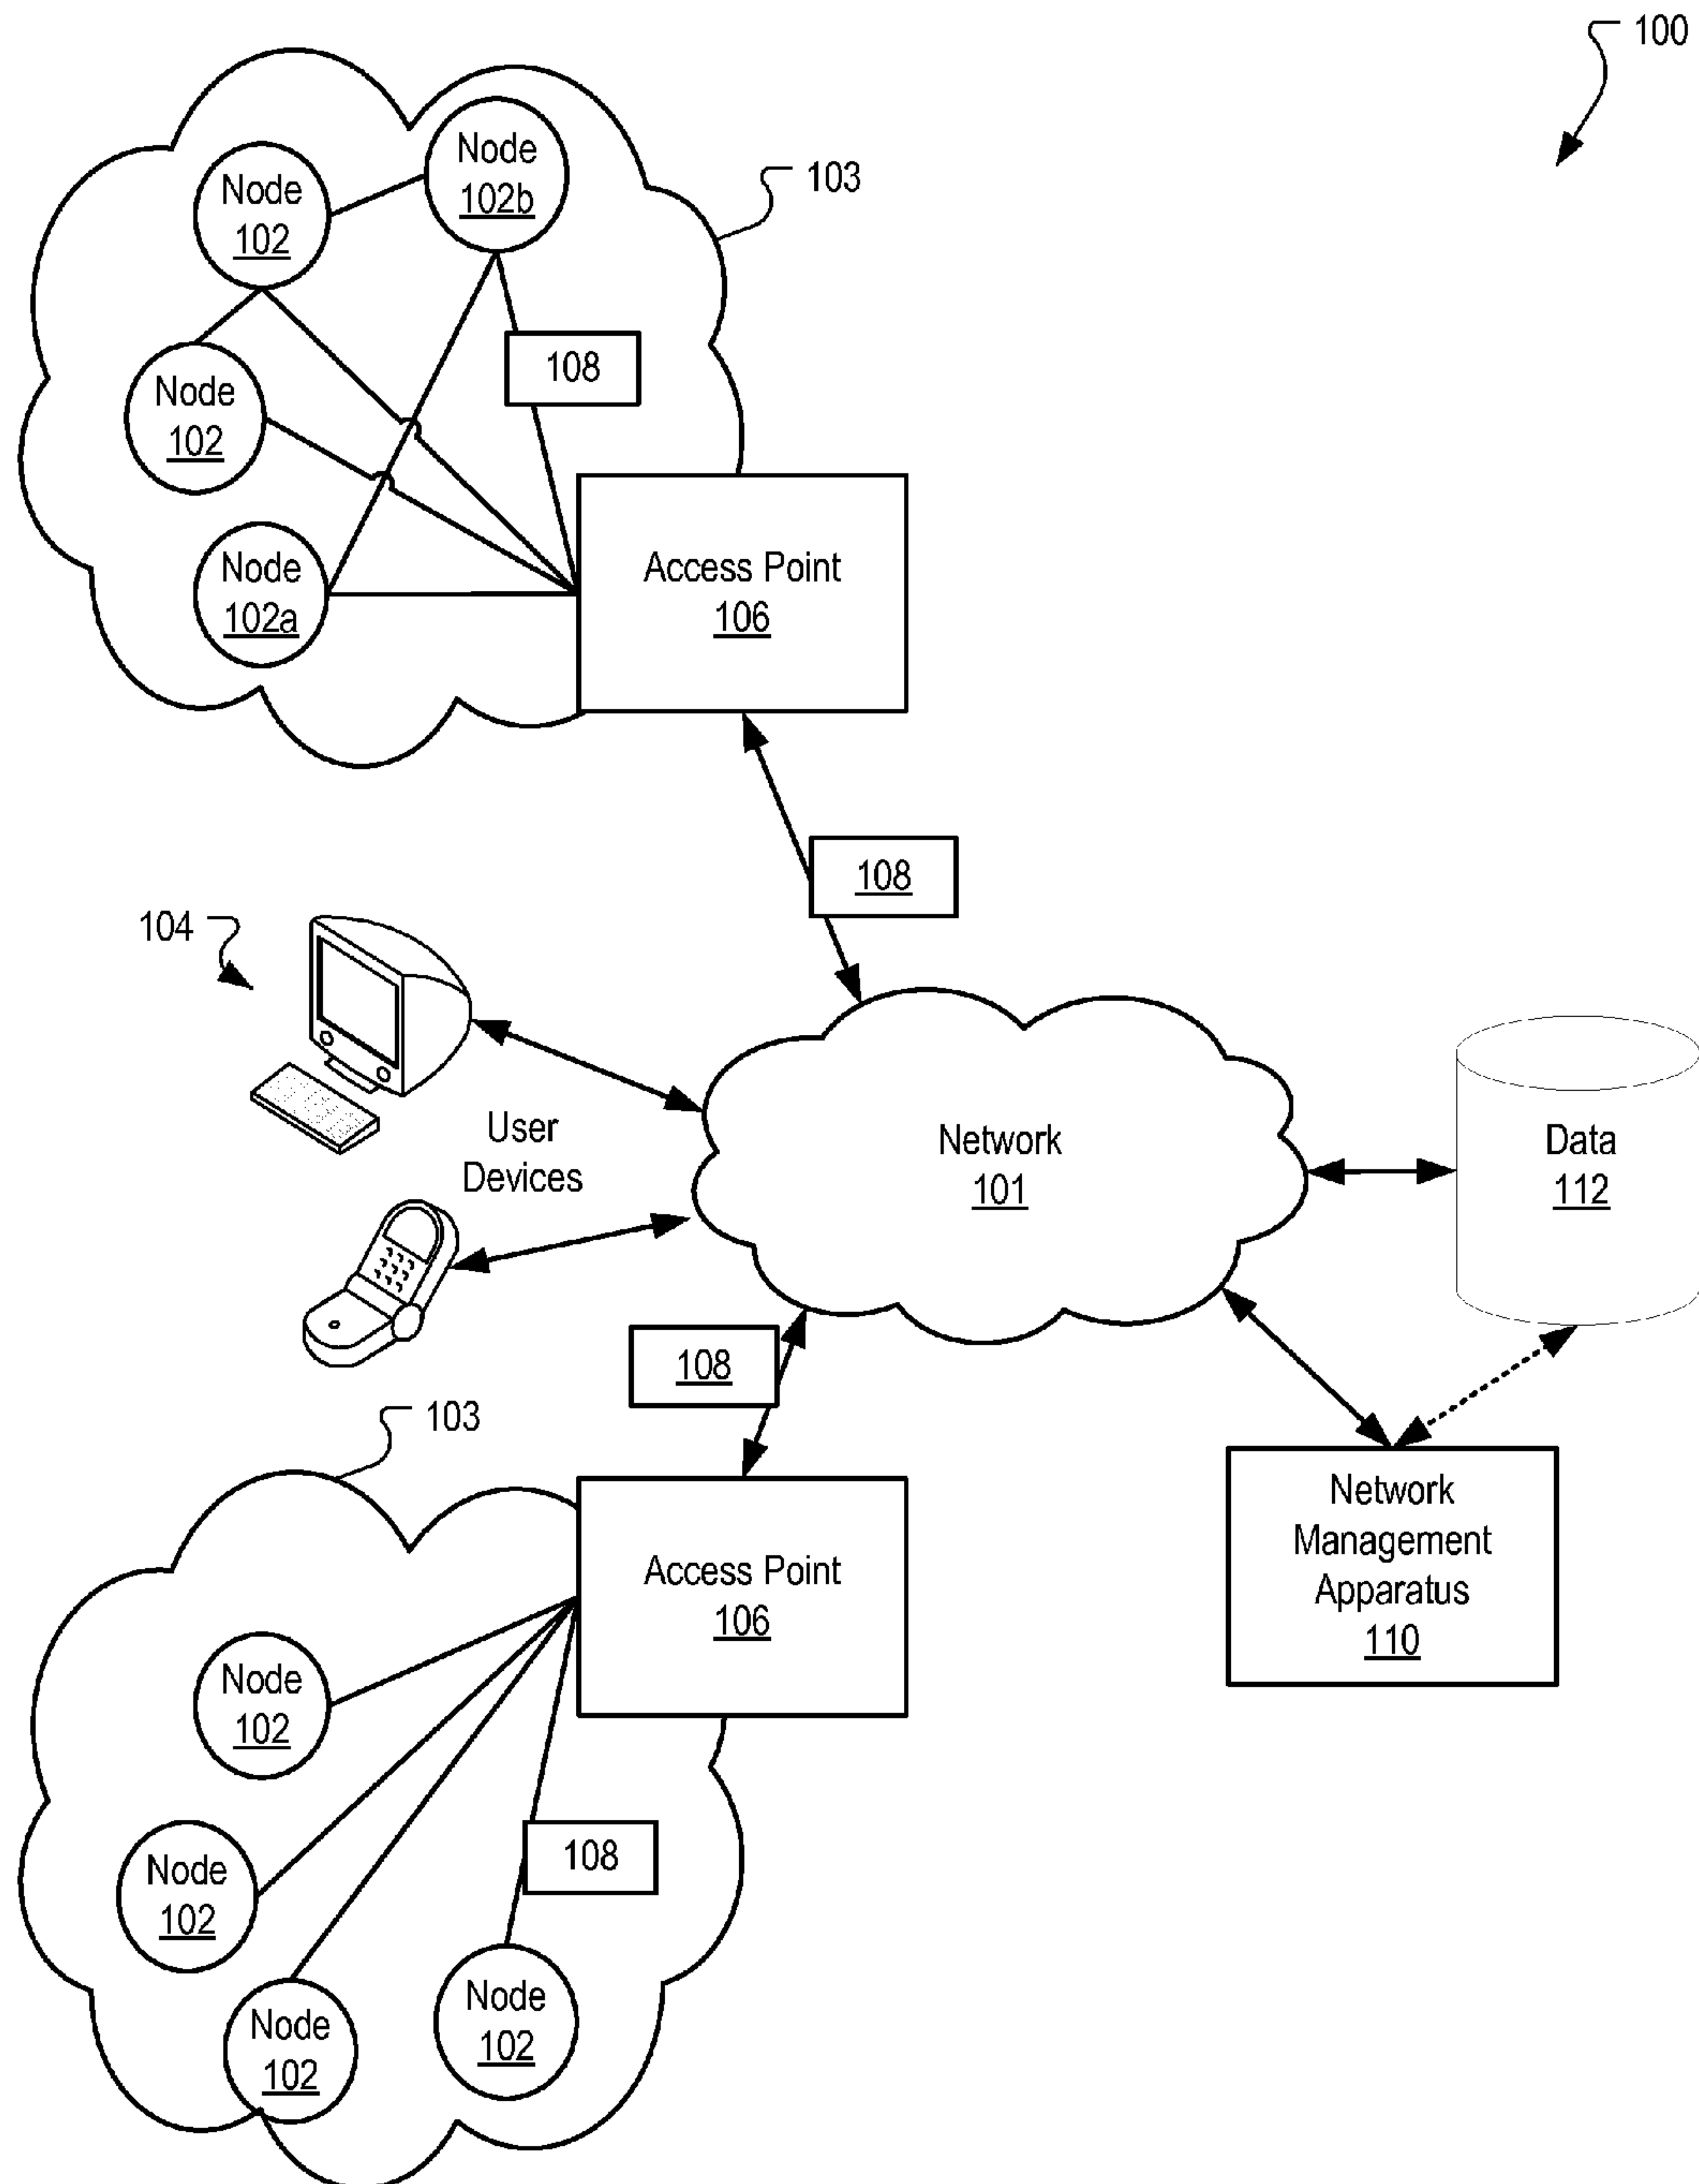 100
Node
102b
Node
102
103
108
Node
102
Node
102a
Access Point
106
108
104
User
Devices
Network
101
Data
112
108
103
Network
Management
Apparatus
110
Access Point
106
Node
102
108
Node
102
Node
102
Node
102